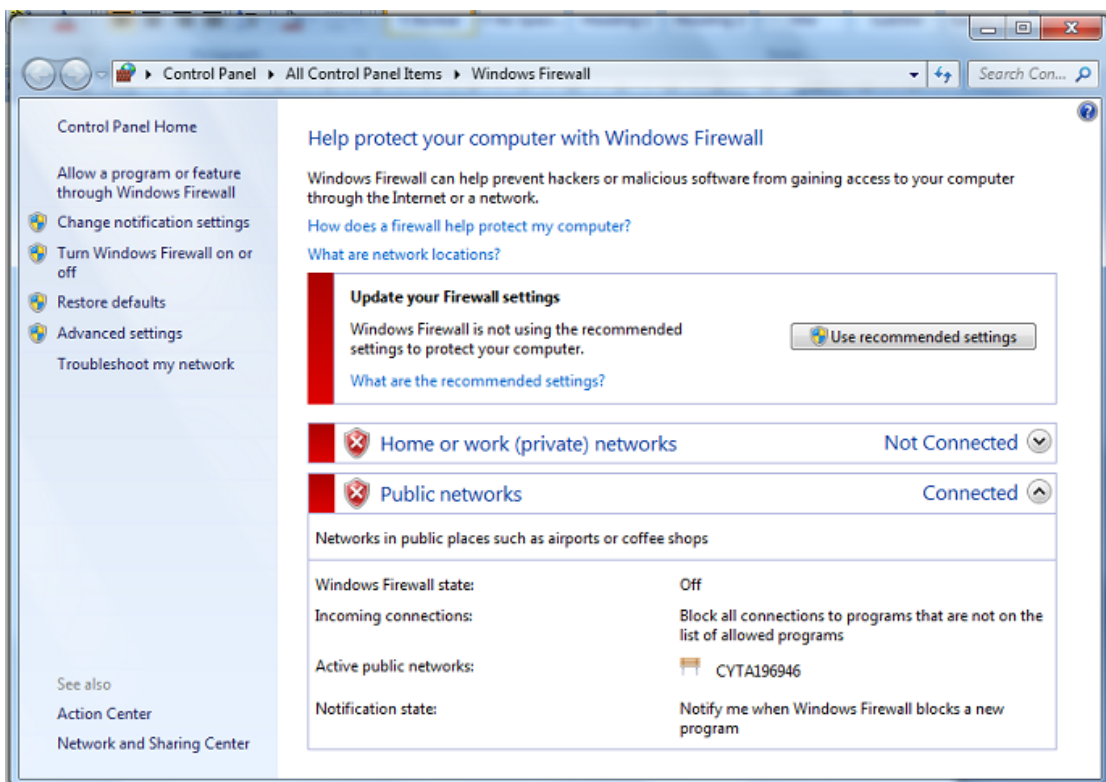 Control Panel ▸ All Control Panel Items ▸ Windows Firewall
Search Con...
Control Panel Home
Allow a program or feature
through Windows Firewall
Change notification settings
Turn Windows Firewall on or
off
Restore defaults
Advanced settings
Troubleshoot my network
See also
Action Center
Network and Sharing Center
Help protect your computer with Windows Firewall
Windows Firewall can help prevent hackers or malicious software from gaining access to your computer
through the Internet or a network.
How does a firewall help protect my computer?
What are network locations?
Update your Firewall settings
Windows Firewall is not using the recommended
settings to protect your computer.
Use recommended settings
What are the recommended settings?
Home or work (private) networks Not Connected
Public networks Connected
Networks in public places such as airports or coffee shops
Windows Firewall state: Off
Incoming connections: Block all connections to programs that are not on the
list of allowed programs
Active public networks: CYTA196946
Notification state: Notify me when Windows Firewall blocks a new
program